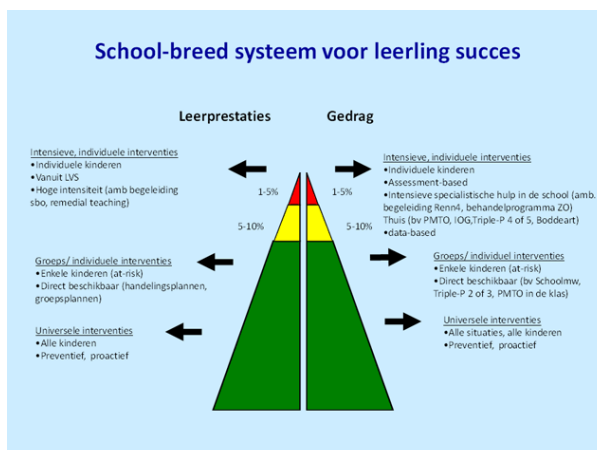 School-breed systeem voor leerling succes
Leerprestaties
Gedrag
Intensieve, individuele interventies
•Individuele kinderen
•Vanuit LVS
•Hoge intensiteit (amb begeleiding
sbo, remedial teaching)
Intensieve, individuele interventies
•Individuele kinderen
•Assessment-based
•Intensieve specialistische hulp in de school (amb.
begeleiding Renn4, behandelprogramma ZO)
Thuis (bv PMTO, IOG,Triple-P 4 of 5, Boddeart)
•data-based
1-5%
1-5%
5-10%
5-10%
Groeps/ individuele interventies
•Enkele kinderen (at-risk)
•Direct beschikbaar (handelingsplannen,
groepsplannen)
Groeps/ individuel interventies
•Enkele kinderen (at-risk)
•Direct beschikbaar (bv Schoolmw,
Triple-P 2 of 3, PMTO in de klas)
Universele interventies
•Alle kinderen
•Preventief, proactief
Universele interventies
•Alle situaties, alle kinderen
•Preventief, proactief